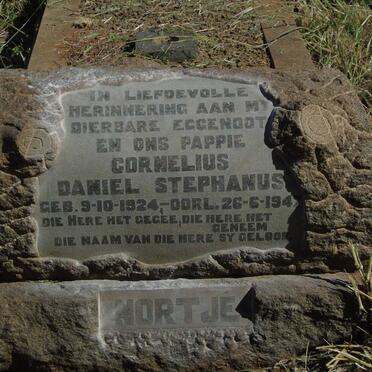 IN LIEFDEVOLLE
HERINNERING AAN MY
DIERBARE EGGENOOT
EN ONS PAPPIE
CORNELIUS
DANIEL STEPHANUS
GEB. 9-10-1924,-OORL. 26-6-194
DIE HERE HET GEGEE, DIE HERE HET
GENEEM
DIE NAAM VAN DIE HERE SY GELOOF
NORTJE